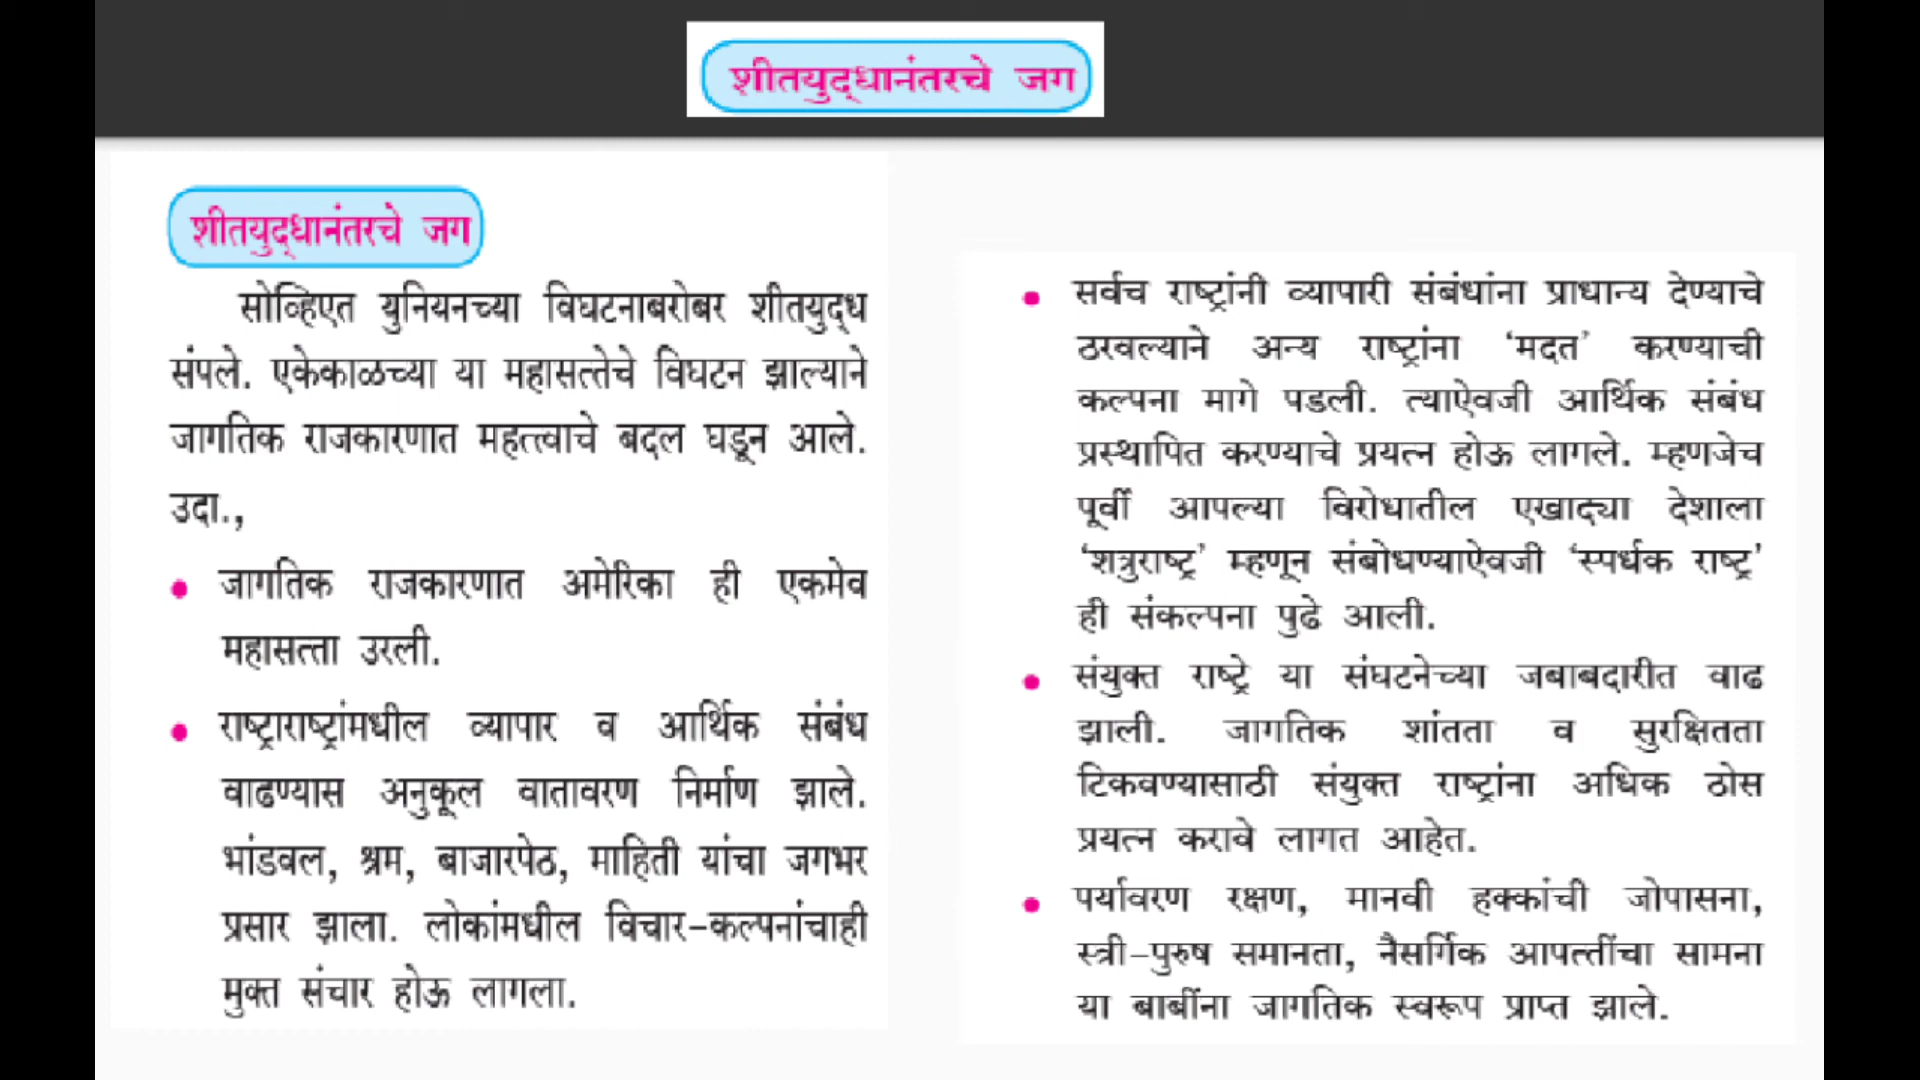 शीतयुद्धानंतरचे जग
शीतयुद्धानंतरचे जग
सोव्हिएत युनियनच्या विघटनाबरोबर शीतयुद्ध
संपले. एकेकाळच्या या महासत्तेचे विघटन झाल्याने
जागतिक राजकारणात महत्त्वाचे बदल घडून आले.
उदा.,
• जागतिक राजकारणात अमेरिका ही एकमेव
महासत्ता उरली.
• राष्ट्राराष्ट्रांमधील व्यापार व आर्थिक संबंध
वाढण्यास अनुकूल वातावरण निर्माण झाले.
भांडवल, श्रम, बाजारपेठ, माहिती यांचा जगभर
प्रसार झाला. लोकांमधील विचार-कल्पनांचाही
मुक्त संचार होऊ लागला.
• सर्वच राष्ट्रांनी व्यापारी संबंधांना प्राधान्य देण्याचे
ठरवल्याने अन्य राष्ट्रांना ‘मदत’ करण्याची
कल्पना मागे पडली. त्याऐवजी आर्थिक संबंध
प्रस्थापित करण्याचे प्रयत्न होऊ लागले. म्हणजेच
पूर्वी आपल्या विरोधातील एखाद्या देशाला
‘शत्रुराष्ट्र’ म्हणून संबोधण्याऐवजी ‘स्पर्धक राष्ट्र’
ही संकल्पना पुढे आली.
• संयुक्त राष्ट्रे या संघटनेच्या जबाबदारीत वाढ
झाली. जागतिक शांतता व सुरक्षितता
टिकवण्यासाठी संयुक्त राष्ट्रांना अधिक ठोस
प्रयत्न करावे लागत आहेत.
• पर्यावरण रक्षण, मानवी हक्कांची जोपासना,
स्त्री-पुरुष समानता, नैसर्गिक आपत्तींचा सामना
या बाबींना जागतिक स्वरूप प्राप्त झाले.